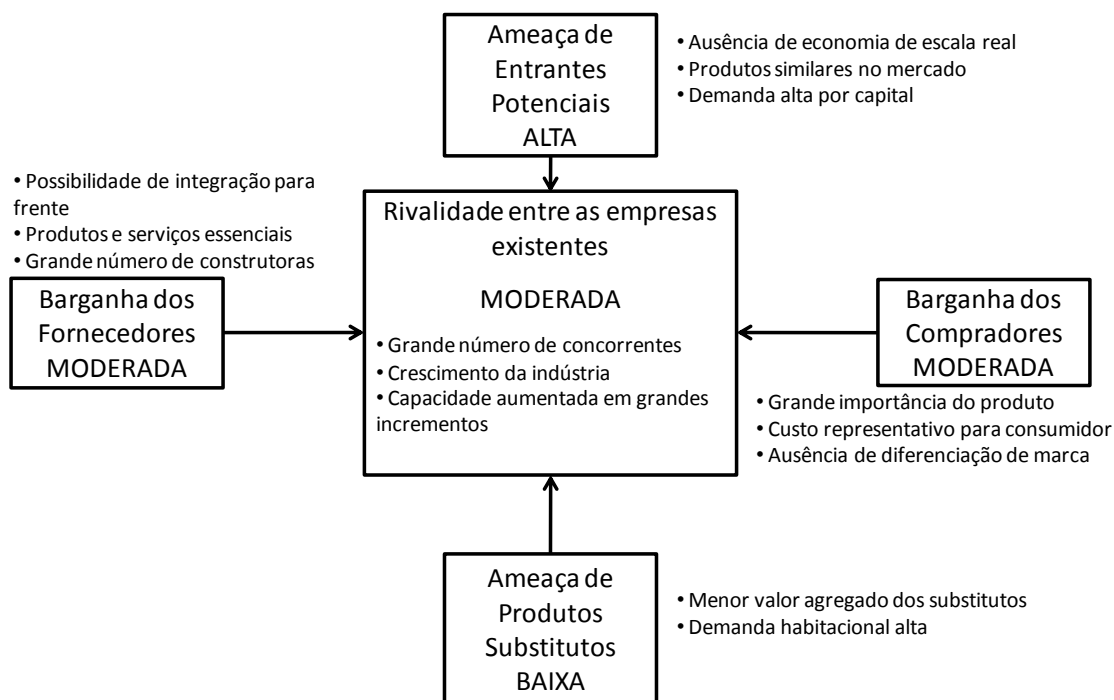 Ameaça de
Entrantes
Potenciais
ALTA
• Ausência de economia de escala real
• Produtos similares no mercado
• Demanda alta por capital
• Possibilidade de integração para
frente
• Produtos e serviços essenciais
• Grande número de construtoras
Barganha dos
Fornecedores
MODERADA
Rivalidade entre as empresas
existentes
MODERADA
• Grande número de concorrentes
• Crescimento da indústria
• Capacidade aumentada em grandes
incrementos
Barganha dos
Compradores
MODERADA
• Grande importância do produto
• Custo representativo para consumidor
• Ausência de diferenciação de marca
Ameaça de
Produtos
Substitutos
BAIXA
• Menor valor agregado dos substitutos
• Demanda habitacional alta